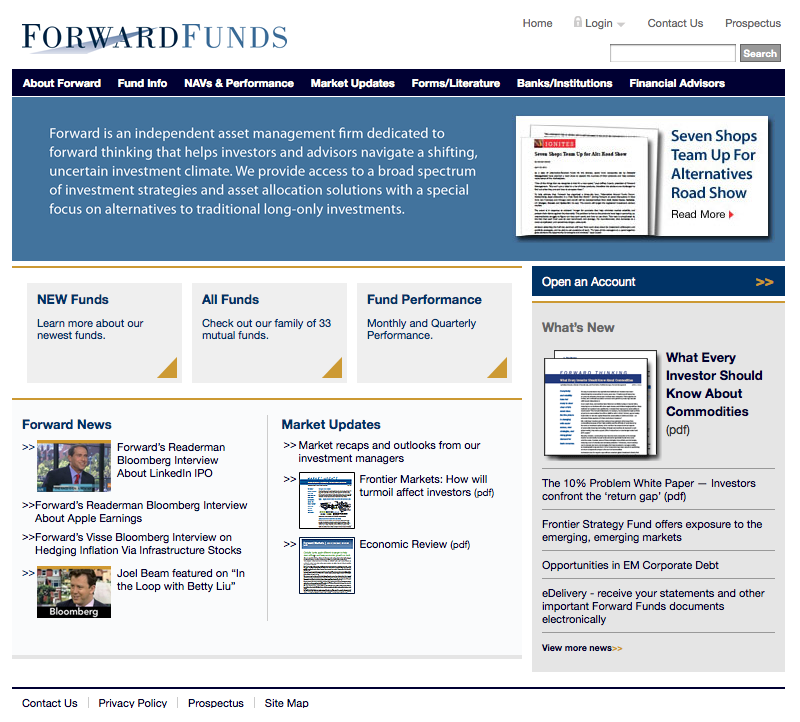 FORWARDFUNDS
Home Login Contact Us Prospectus
Search
About Forward Fund Info NAVs & Performance Market Updates Forms/Literature Banks/Institutions Financial Advisors
Forward is an independent asset management firm dedicated to
forward thinking that helps investors and advisors navigate a shifting,
uncertain investment climate. We provide access to a broad spectrum
of investment strategies and asset allocation solutions with a special
focus on alternatives to traditional long-only investments.
IGNITES
Seven Shops Team Up for Alts Road Show
Seven Shops
Team Up For
Alternatives
Road Show
Read More
NEW Funds
Learn more about our
newest funds.
All Funds
Check out our family of 33
mutual funds.
Fund Performance
Monthly and Quarterly
Performance.
Open an Account >>
What's New
FORWARD THINKING
What Every Investor Should Know About Commodities
What Every
Investor Should
Know About
Commodities
(pdf)
The 10% Problem White Paper — Investors
confront the ‘return gap’ (pdf)
Frontier Strategy Fund offers exposure to the
emerging, emerging markets
Opportunities in EM Corporate Debt
eDelivery - receive your statements and other
important Forward Funds documents
electronically
View more news>>
Forward News
>> Forward’s Readerman
Bloomberg Interview
About LinkedIn IPO
>>Forward’s Readerman Bloomberg Interview
About Apple Earnings
>>Forward’s Visse Bloomberg Interview on
Hedging Inflation Via Infrastructure Stocks
>> Joel Beam featured on “In
the Loop with Betty Liu”
Bloomberg
Market Updates
>> Market recaps and outlooks from our
investment managers
>> Frontier Markets: How will
turmoil affect investors (pdf)
>> Economic Review (pdf)
Contact Us Privacy Policy Prospectus Site Map